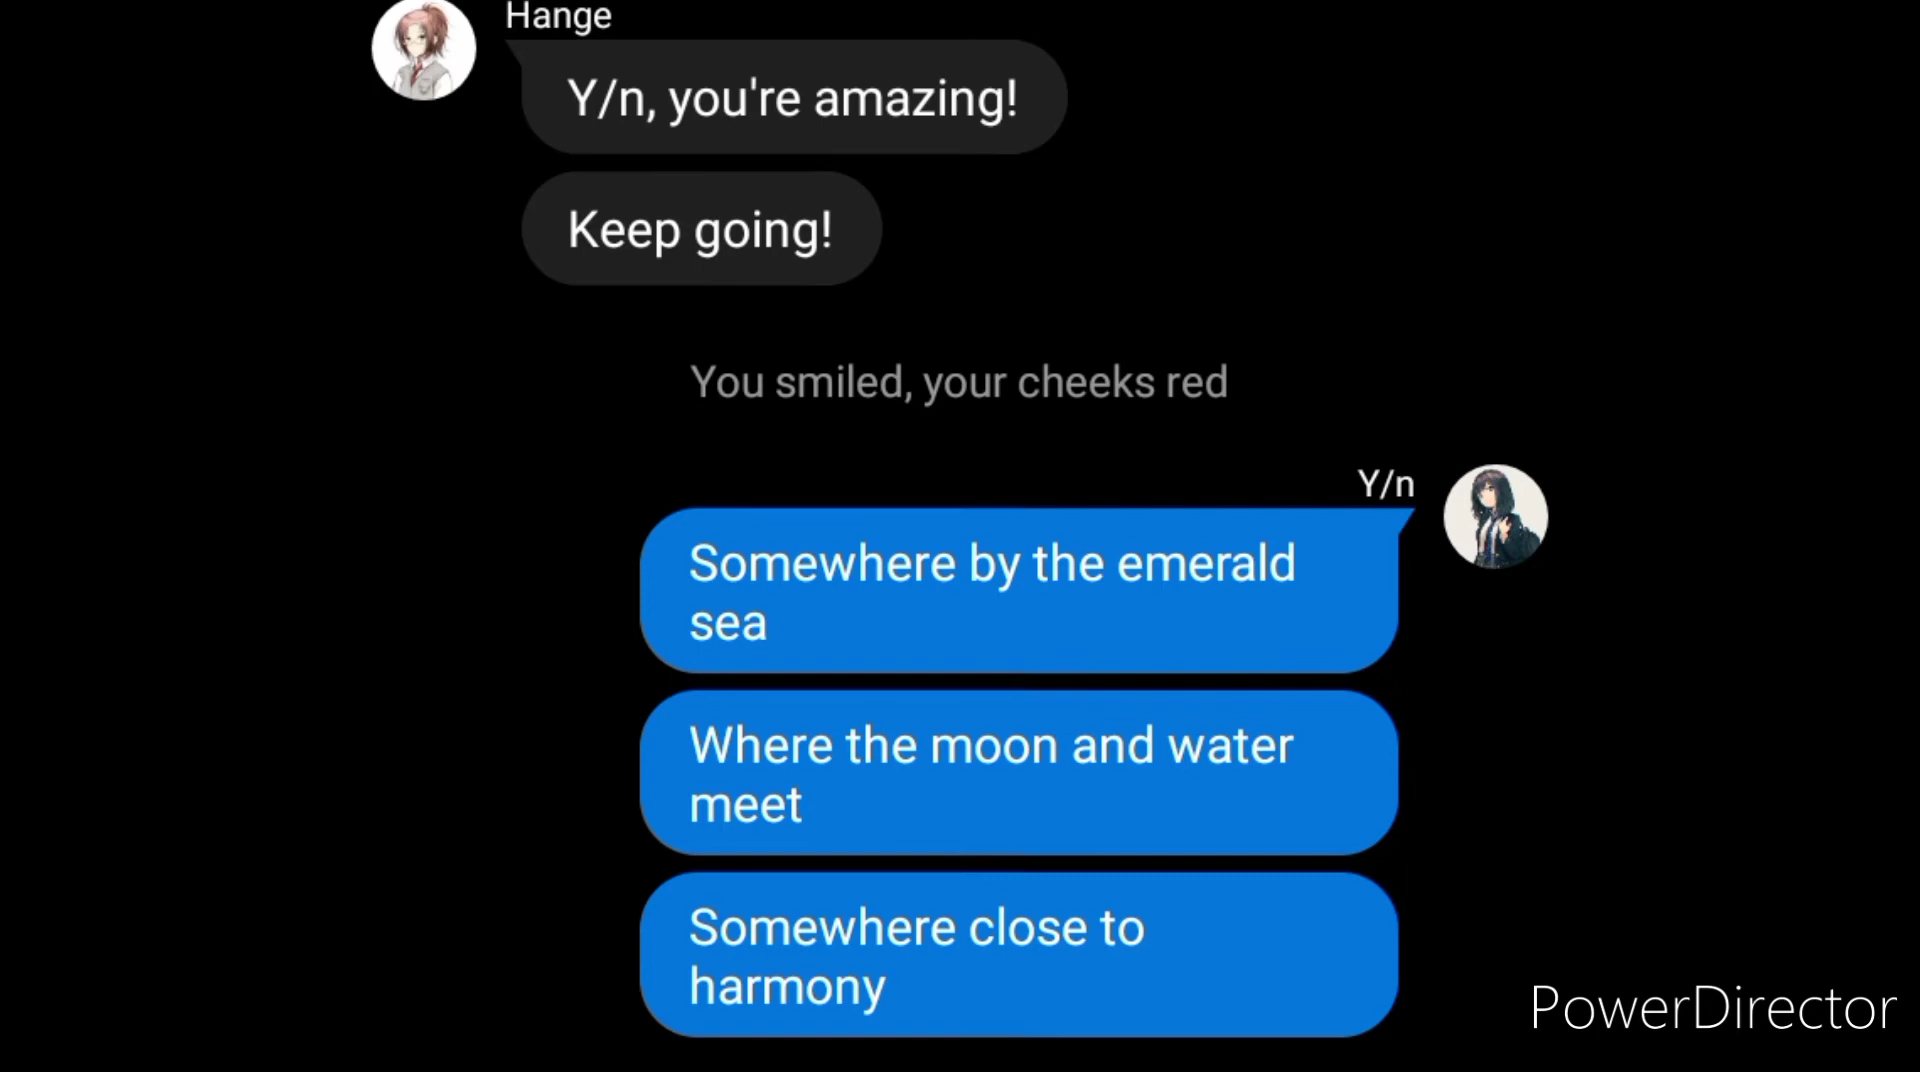 Hange
Y/n, you're amazing!
Keep going!
You smiled, your cheeks red
Y/n
Somewhere by the emerald
sea
Where the moon and water
meet
Somewhere close to
harmony
PowerDirector